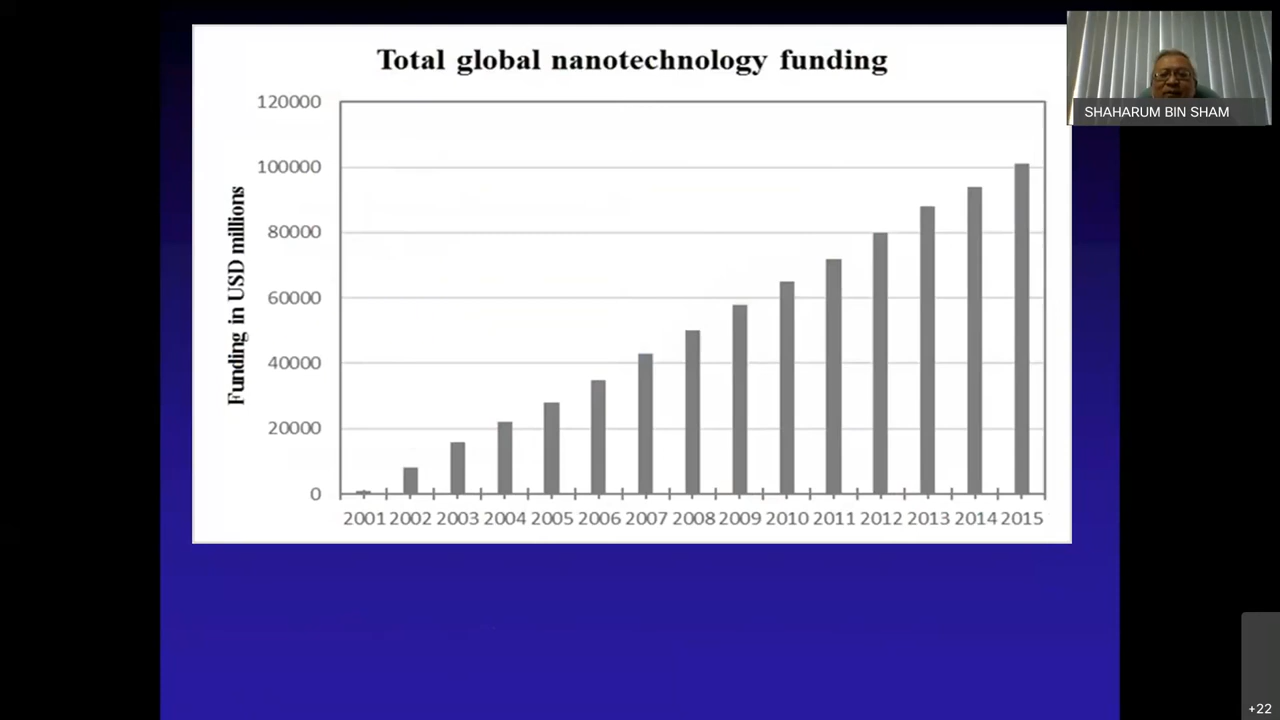 Total global nanotechnology funding
SHAHARUM BIN SHAM
120000
100000
80000
60000
40000
20000
0
Funding in USD millions
2001 2002 2003 2004 2005 2006 2007 2008 2009 2010 2011 2012 2013 2014 2015
+22